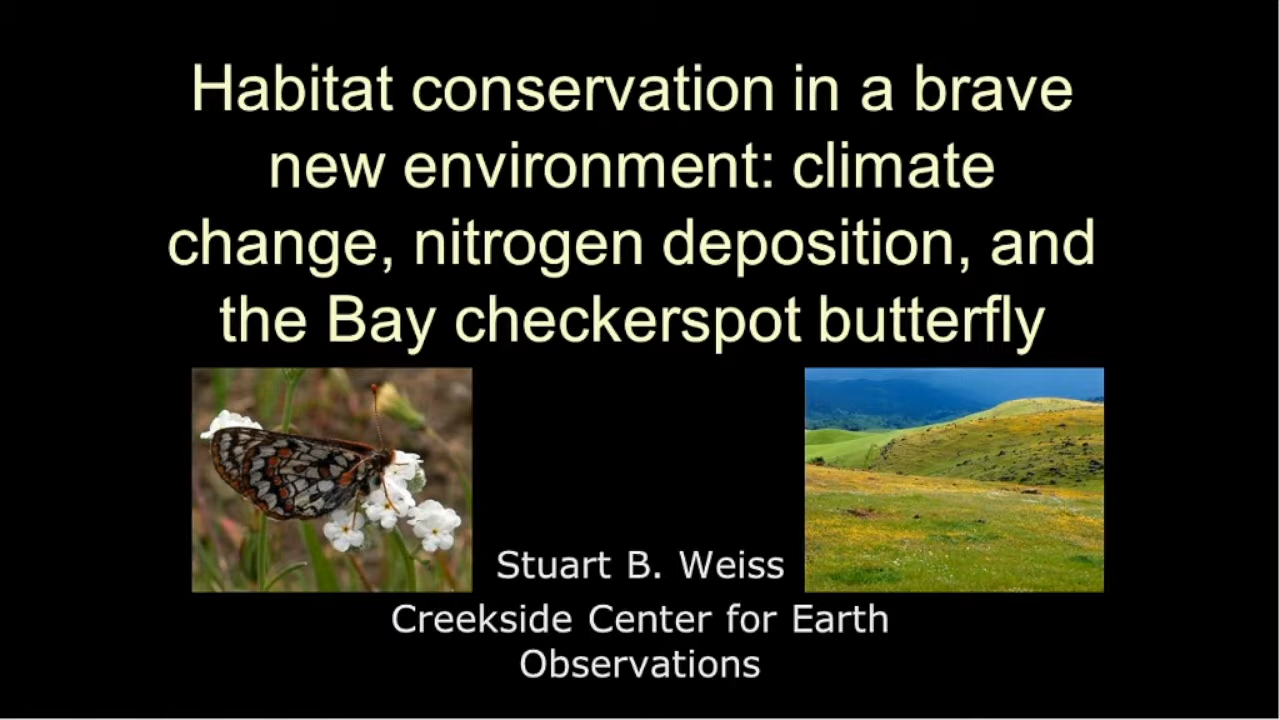 Habitat conservation in a brave
new environment: climate
change, nitrogen deposition, and
the Bay checkerspot butterfly
Stuart B. Weiss
Creekside Center for Earth
Observations